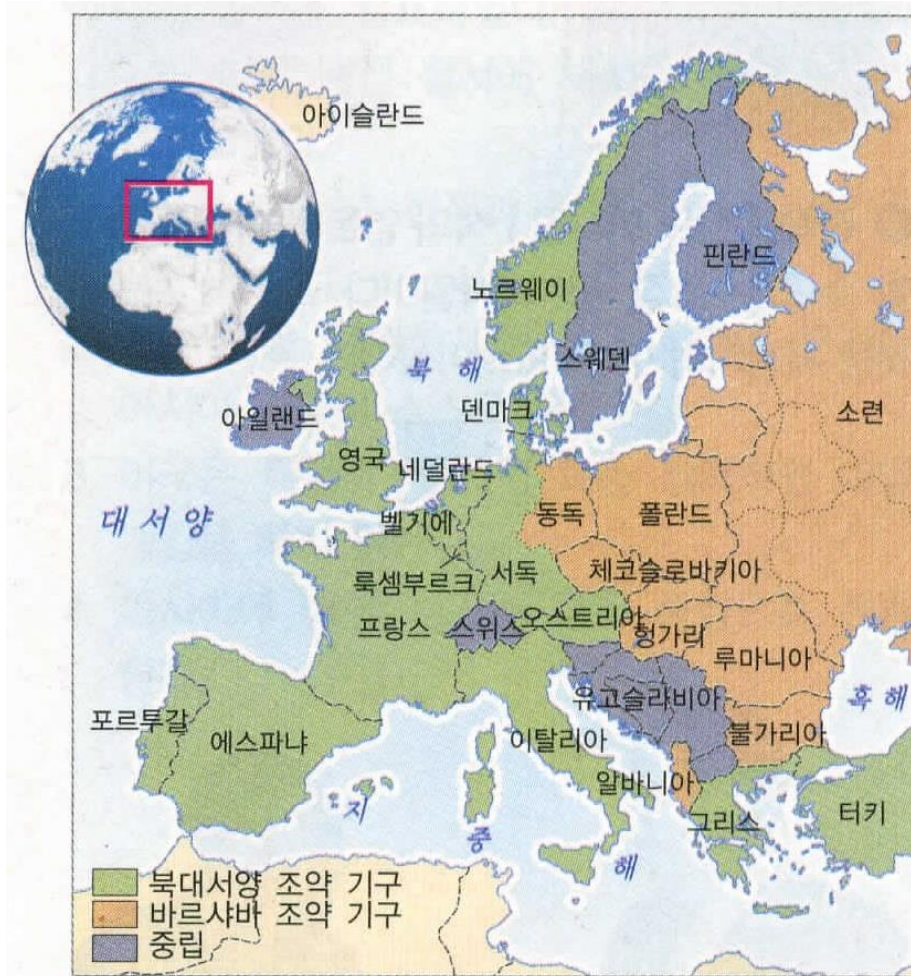 아이슬란드
노르웨이
핀란드
스웨덴
북 해
덴마크
소련
아일랜드
영국
네덜란드
대 서 양
벨기에
동독
폴란드
룩셈부르크
서독
체코슬로바키아
프랑스
스위스
오스트리아
헝가리
루마니아
유고슬라비아
흑 해
포르투갈
에스파냐
이탈리아
불가리아
알바니아
그리스
터키
지
중
해
북대서양 조약 기구
바르샤바 조약 기구
중립